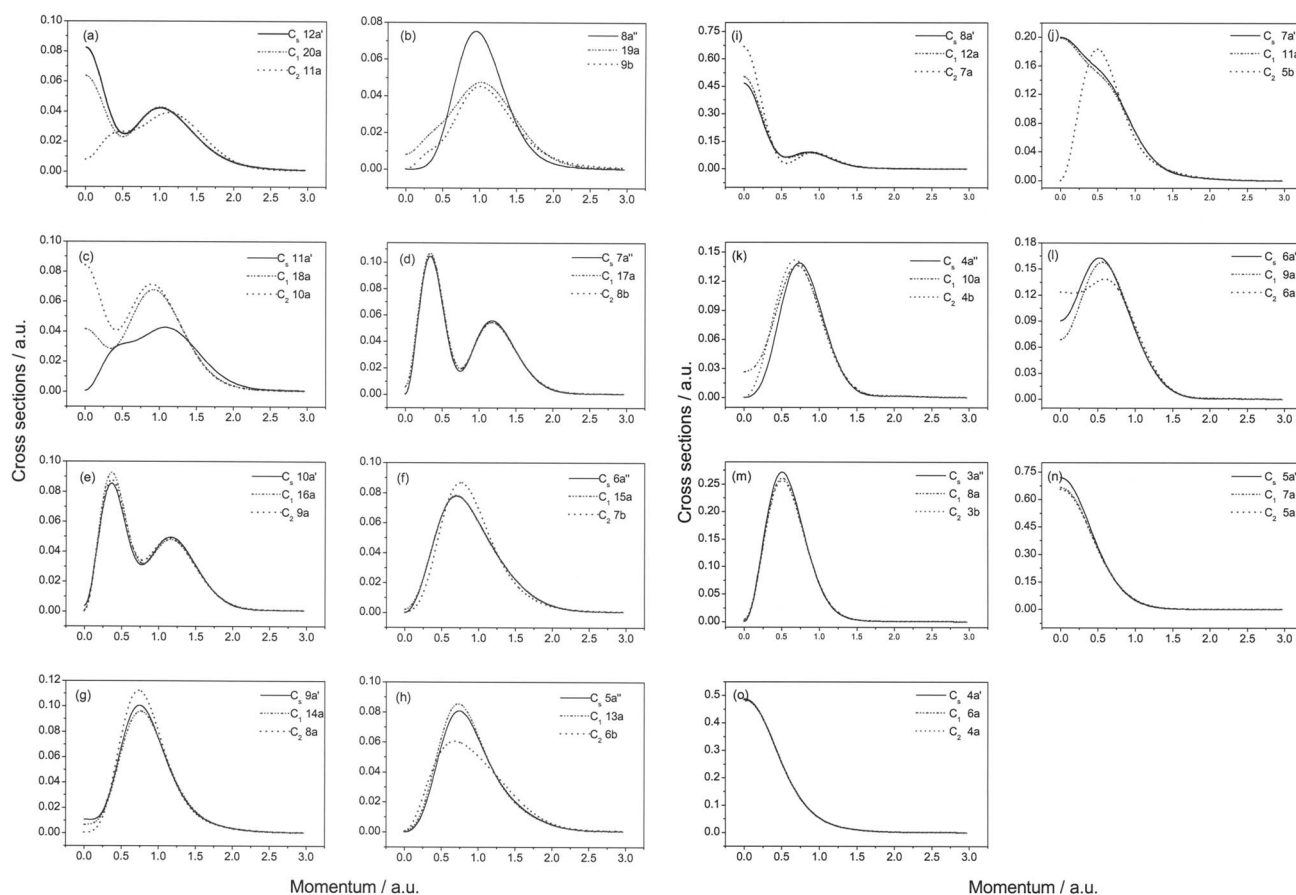 Cross sections / a.u.
(a)
Cs 12a'
C1 20a
C2 11a
0.10
0.08
0.06
0.04
0.02
0.00
0.0 0.5 1.0 1.5 2.0 2.5 3.0
(b)
8a''
19a
9b
0.08
0.06
0.04
0.02
0.00
0.0 0.5 1.0 1.5 2.0 2.5 3.0
(c)
Cs 11a'
C1 18a
C2 10a
0.10
0.08
0.06
0.04
0.02
0.00
0.0 0.5 1.0 1.5 2.0 2.5 3.0
(d)
Cs 7a''
C1 17a
C2 8b
0.10
0.08
0.06
0.04
0.02
0.00
0.0 0.5 1.0 1.5 2.0 2.5 3.0
(e)
Cs 10a'
C1 16a
C2 9a
0.10
0.08
0.06
0.04
0.02
0.00
0.0 0.5 1.0 1.5 2.0 2.5 3.0
(f)
Cs 6a''
C1 15a
C2 7b
0.10
0.08
0.06
0.04
0.02
0.00
0.0 0.5 1.0 1.5 2.0 2.5 3.0
(g)
Cs 9a'
C1 14a
C2 8a
0.12
0.10
0.08
0.06
0.04
0.02
0.00
0.0 0.5 1.0 1.5 2.0 2.5 3.0
(h)
Cs 5a''
C1 13a
C2 6b
0.10
0.08
0.06
0.04
0.02
0.00
0.0 0.5 1.0 1.5 2.0 2.5 3.0
Momentum / a.u.
Cross sections / a.u.
(i)
Cs 8a'
C1 12a
C2 7a
0.75
0.60
0.45
0.30
0.15
0.00
0.0 0.5 1.0 1.5 2.0 2.5 3.0
(j)
Cs 7a'
C1 11a
C2 5b
0.20
0.16
0.12
0.08
0.04
0.00
0.0 0.5 1.0 1.5 2.0 2.5 3.0
(k)
Cs 4a''
C1 10a
C2 4b
0.15
0.12
0.09
0.06
0.03
0.00
0.0 0.5 1.0 1.5 2.0 2.5 3.0
(l)
Cs 6a'
C1 9a
C2 6a
0.18
0.15
0.12
0.09
0.06
0.03
0.00
0.0 0.5 1.0 1.5 2.0 2.5 3.0
(m)
Cs 3a''
C1 8a
C2 3b
0.25
0.20
0.15
0.10
0.05
0.00
0.0 0.5 1.0 1.5 2.0 2.5 3.0
(n)
Cs 5a'
C1 7a
C2 5a
0.75
0.60
0.45
0.30
0.15
0.00
0.0 0.5 1.0 1.5 2.0 2.5 3.0
(o)
Cs 4a'
C1 6a
C2 4a
0.5
0.4
0.3
0.2
0.1
0.0
0.0 0.5 1.0 1.5 2.0 2.5 3.0
Momentum / a.u.